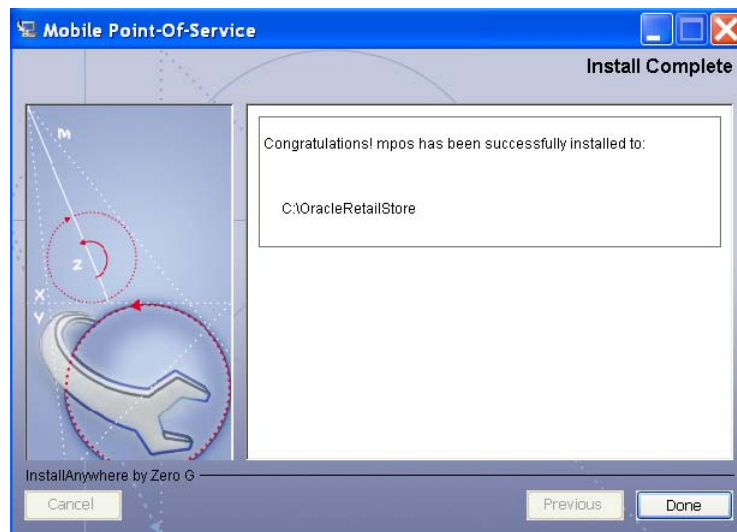 Mobile Point-Of-Service
Install Complete
M
Z
X
Y
Congratulations! mpos has been successfully installed to:
C:\OracleRetailStore
InstallAnywhere by Zero G
Cancel
Previous
Done